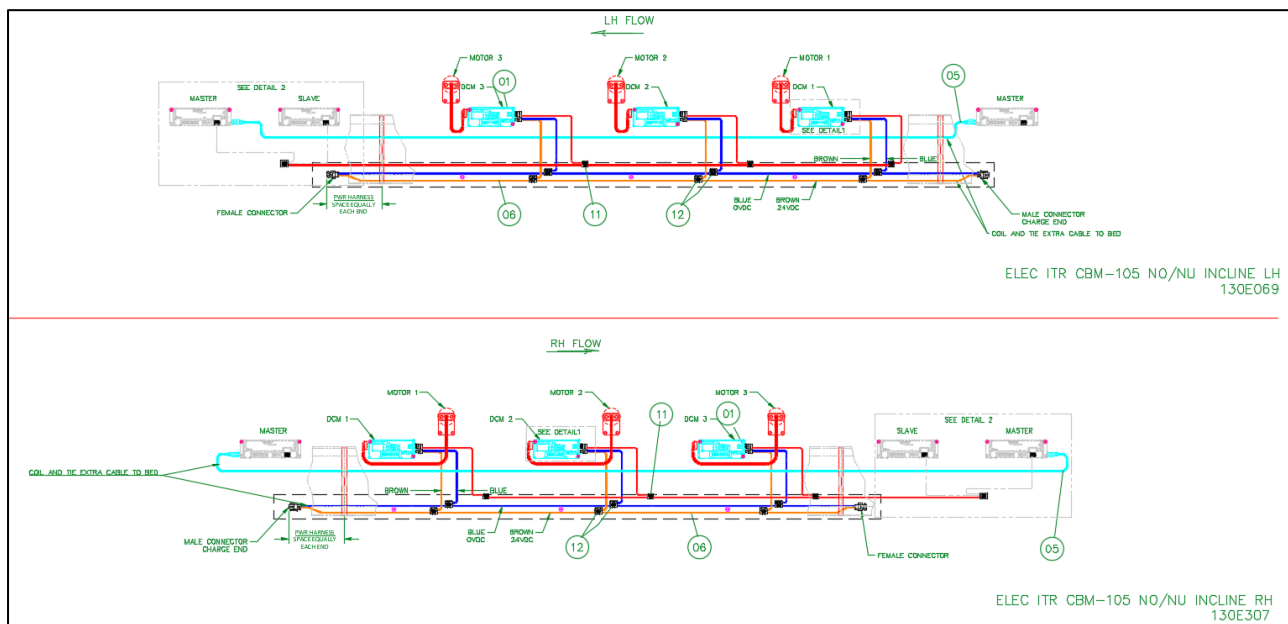 LH FLOW
MOTOR 3
MOTOR 2
MOTOR 1
SEE DETAIL 2
DCM 3
01
DCM 2
DCM 1
05
MASTER
SLAVE
MASTER
SEE DETAIL1
BROWN
BLUE
FEMALE CONNECTOR
PWR HARNESS
SPACE EQUALLY
EACH END
06
11
12
BLUE
0VDC
BROWN
24VDC
MALE CONNECTOR
CHARGE END
COIL AND TIE EXTRA CABLE TO BED
ELEC ITR CBM-105 NO/NU INCLINE LH
130E069
RH FLOW
MOTOR 1
MOTOR 2
MOTOR 3
DCM 1
DCM 2
SEE DETAIL1
11
DCM 3
01
SEE DETAIL 2
MASTER
SLAVE
MASTER
COIL AND TIE EXTRA CABLE TO BED
BROWN
BLUE
MALE CONNECTOR
CHARGE END
PWR HARNESS
SPACE EQUALLY
EACH END
BLUE
0VDC
BROWN
24VDC
12
06
FEMALE CONNECTOR
05
ELEC ITR CBM-105 NO/NU INCLINE RH
130E307